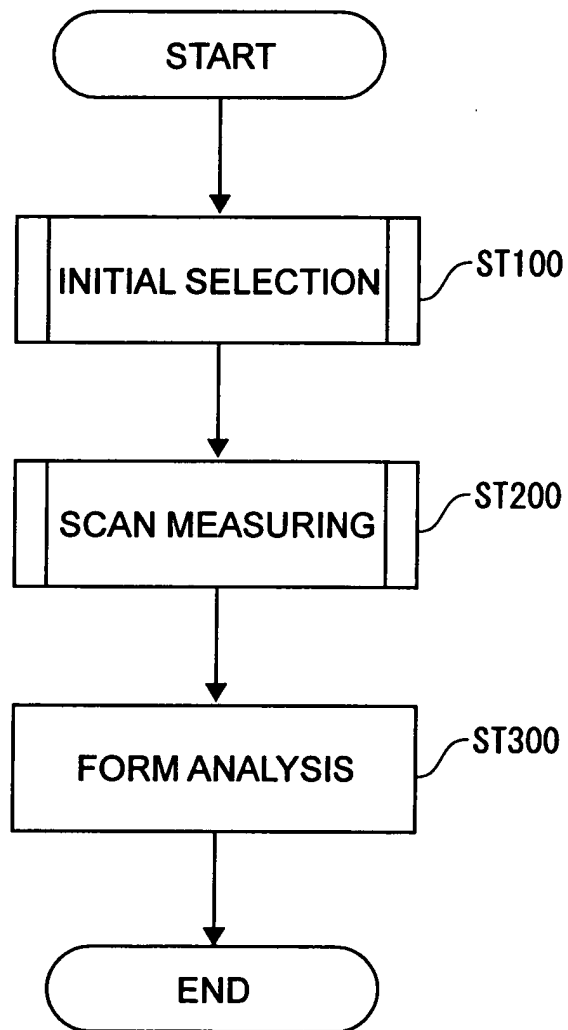 START
INITIAL SELECTION
ST100
SCAN MEASURING
ST200
FORM ANALYSIS
ST300
END